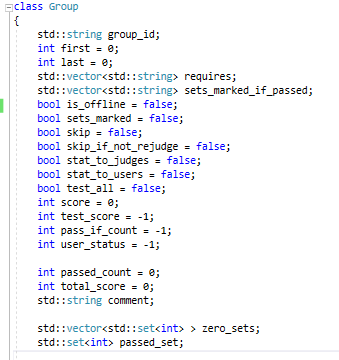 class Group
{
std::string group_id;
int first = 0;
int last = 0;
std::vector<std::string> requires;
std::vector<std::string> sets_marked_if_passed;
bool is_offline = false;
bool sets_marked = false;
bool skip = false;
bool skip_if_not_rejudge = false;
bool stat_to_judges = false;
bool stat_to_users = false;
bool test_all = false;
int score = 0;
int test_score = -1;
int pass_if_count = -1;
int user_status = -1;
int passed_count = 0;
int total_score = 0;
std::string comment;
std::vector<std::set<int> > zero_sets;
std::set<int> passed_set;